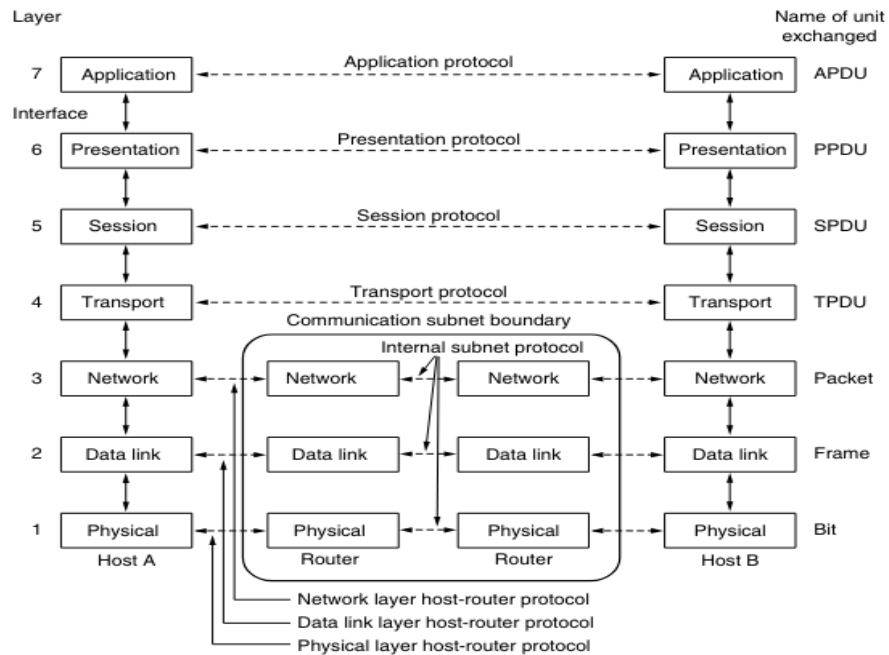 Layer
Name of unit
exchanged
Application protocol
7 Application Application APDU
Interface
Presentation protocol
6 Presentation Presentation PPDU
Session protocol
5 Session Session SPDU
Transport protocol
4 Transport Transport TPDU
Communication subnet boundary
Internal subnet protocol
3 Network Network Network Network Packet
2 Data link Data link Data link Data link Frame
1 Physical Physical Physical Physical Bit
Host A Router Router Host B
Network layer host-router protocol
Data link layer host-router protocol
Physical layer host-router protocol